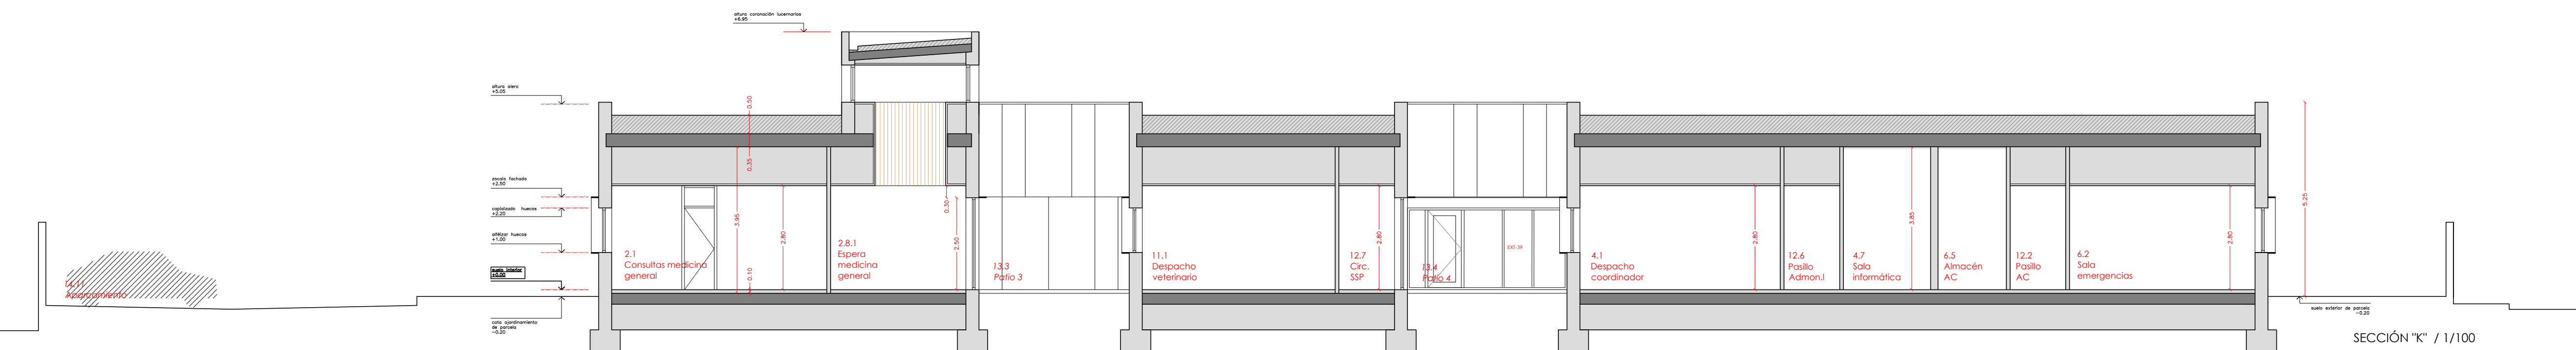 altura coronación lucernarios
+6.95
altura alero
+5.05
zocalo fachada
+2.50
capialzado huecos
+2.20
alféizar huecos
+1.00
suelo interior
±0.00
cota ajardinamiento
de parcela
-0.20
14.11
Aparcamiento
0.50
0.35
3.95
2.80
0.10
2.1
Consultas medicina
general
2.8.1
Espera
medicina
general
0.30
2.50
13.3
Patio 3
11.1
Despacho
veterinario
12.7
Circ.
SSP
2.80
13.4
Patio 4
EXT-39
4.1
Despacho
coordinador
2.80
12.6
Pasillo
Admon.I
4.7
Sala
informática
3.85
6.5
Almacén
AC
12.2
Pasillo
AC
6.2
Sala
emergencias
2.80
5.25
suelo exterior de parcela
-0.20
SECCIÓN "K" / 1/100